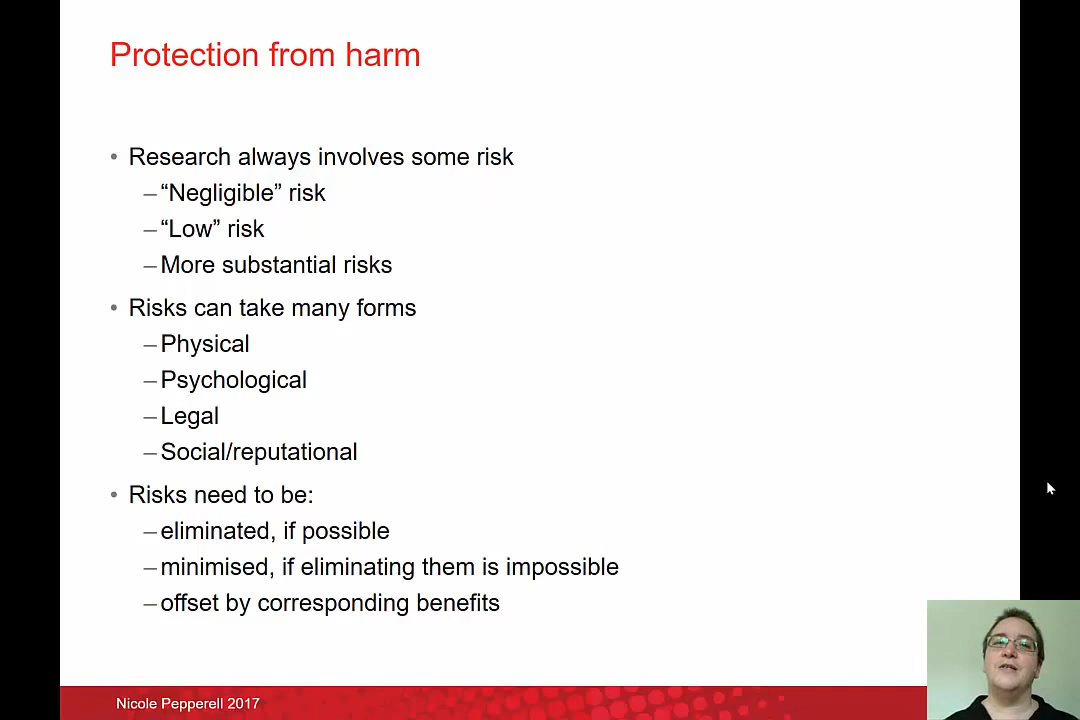 Protection from harm
• Research always involves some risk
–“Negligible” risk
–“Low” risk
–More substantial risks
• Risks can take many forms
–Physical
–Psychological
–Legal
–Social/reputational
• Risks need to be:
–eliminated, if possible
–minimised, if eliminating them is impossible
–offset by corresponding benefits
Nicole Pepperell 2017